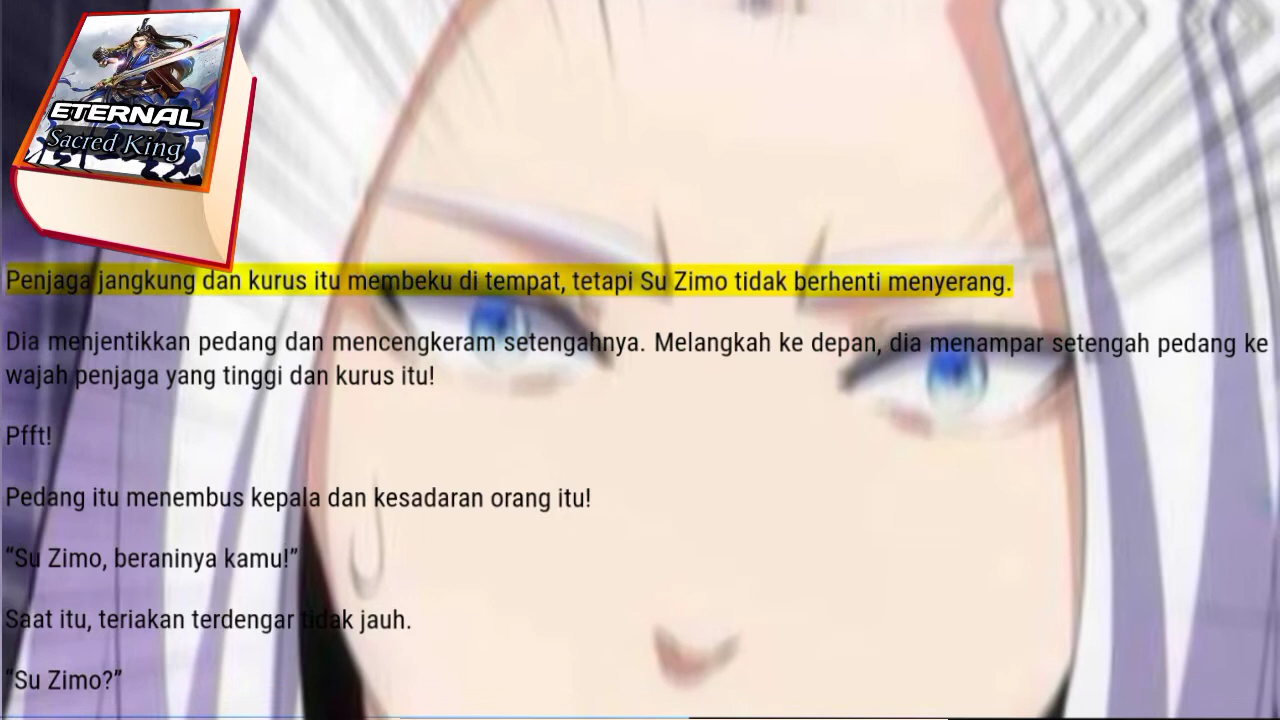 ETERNAL
Sacred King
Penjaga jangkung dan kurus itu membeku di tempat, tetapi Su Zimo tidak berhenti menyerang.
Dia menjentikkan pedang dan mencengkeram setengahnya. Melangkah ke depan, dia menampar setengah pedang ke
wajah penjaga yang tinggi dan kurus itu!
Pfft!
Pedang itu menembus kepala dan kesadaran orang itu!
“Su Zimo, beraninya kamu!”
Saat itu, teriakan terdengar tidak jauh.
“Su Zimo?”